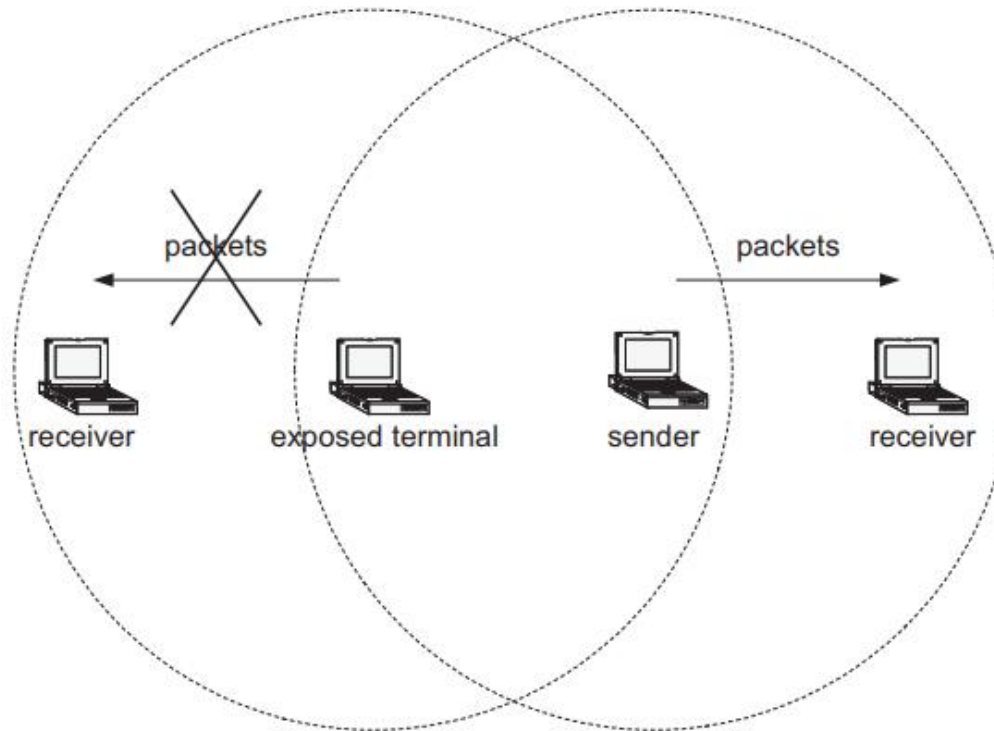 packets
packets
receiver
exposed terminal
sender
receiver